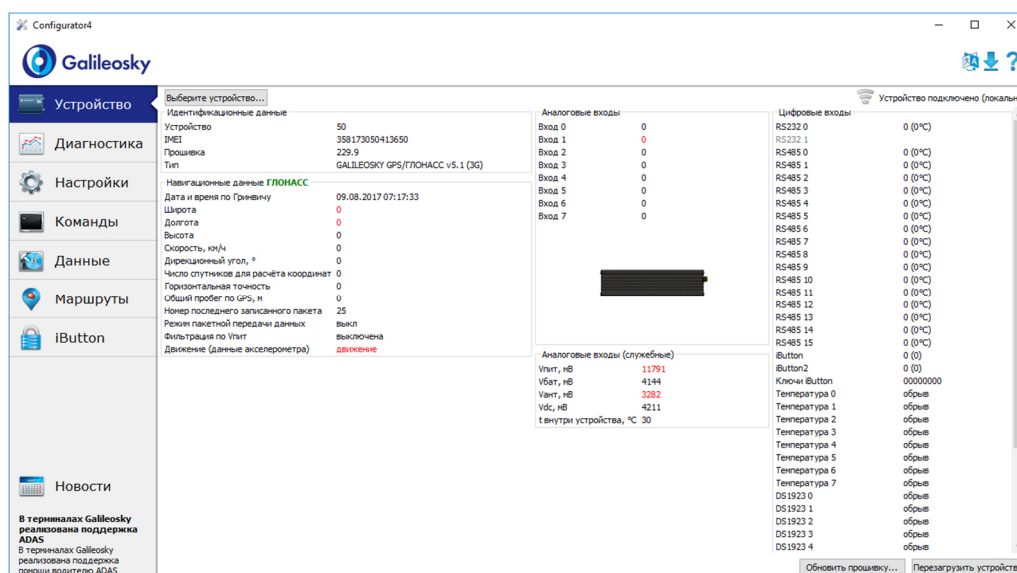 Configurator4
Galileosky
Устройство
Диагностика
Настройки
Команды
Данные
Маршруты
iButton
Новости
В терминалах Galileosky
реализована поддержка
ADAS
В терминалах Galileosky
реализована поддержка
помощи водителю ADAS
Выберите устройство...
Устройство подключено (локальн
Идентификационные данные
Устройство 50
IMEI 358173050413650
Прошивка 229.9
Тип GALILEOSKY GPS/ГЛОНАСС v5.1 (3G)
Навигационные данные ГЛОНАСС
Дата и время по Гринвичу 09.08.2017 07:17:33
Широта 0
Долгота 0
Высота 0
Скорость, км/ч 0
Дирекционный угол, ° 0
Число спутников для расчёта координат 0
Горизонтальная точность 0
Общий пробег по GPS, м 0
Номер последнего записанного пакета 25
Режим пакетной передачи данных выкл
Фильтрация по Vпит выключена
Движение (данные акселерометра) движение
Аналоговые входы
Вход 0 0
Вход 1 0
Вход 2 0
Вход 3 0
Вход 4 0
Вход 5 0
Вход 6 0
Вход 7 0
Аналоговые входы (служебные)
Vпит, мВ 11791
Vбат, мВ 4144
Vант, мВ 3282
Vdc, мВ 4211
t внутри устройства, °C 30
Цифровые входы
RS232 0 0 (0°C)
RS232 1
RS485 0 0 (0°C)
RS485 1 0 (0°C)
RS485 2 0 (0°C)
RS485 3 0 (0°C)
RS485 4 0 (0°C)
RS485 5 0 (0°C)
RS485 6 0 (0°C)
RS485 7 0 (0°C)
RS485 8 0 (0°C)
RS485 9 0 (0°C)
RS485 10 0 (0°C)
RS485 11 0 (0°C)
RS485 12 0 (0°C)
RS485 13 0 (0°C)
RS485 14 0 (0°C)
RS485 15 0 (0°C)
iButton 0 (0)
iButton2 0 (0)
Ключи iButton 00000000
Температура 0 обрыв
Температура 1 обрыв
Температура 2 обрыв
Температура 3 обрыв
Температура 4 обрыв
Температура 5 обрыв
Температура 6 обрыв
Температура 7 обрыв
DS1923 0 обрыв
DS1923 1 обрыв
DS1923 2 обрыв
DS1923 3 обрыв
DS1923 4 обрыв
Обновить прошивку...
Перезагрузить устройств